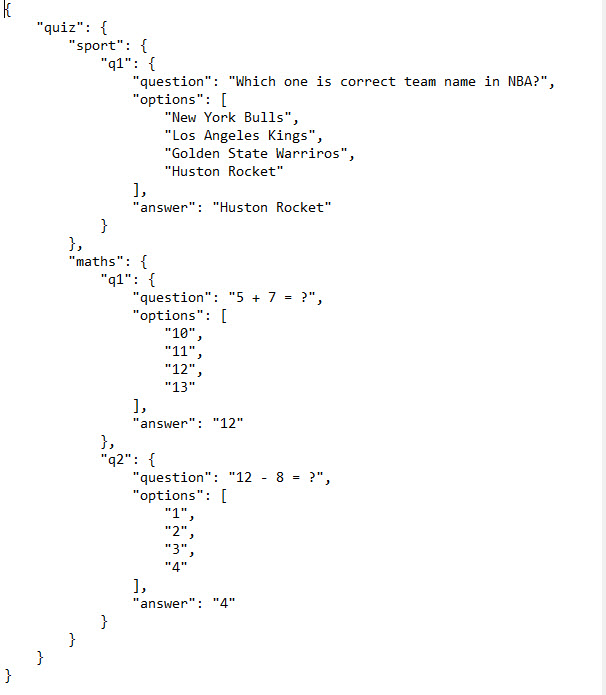 {
    "quiz": {
        "sport": {
            "q1": {
                "question": "Which one is correct team name in NBA?",
                "options": [
                    "New York Bulls",
                    "Los Angeles Kings",
                    "Golden State Warriros",
                    "Huston Rocket"
                ],
                "answer": "Huston Rocket"
            }
        },
        "maths": {
            "q1": {
                "question": "5 + 7 = ?",
                "options": [
                    "10",
                    "11",
                    "12",
                    "13"
                ],
                "answer": "12"
            },
            "q2": {
                "question": "12 - 8 = ?",
                "options": [
                    "1",
                    "2",
                    "3",
                    "4"
                ],
                "answer": "4"
            }
        }
    }
}